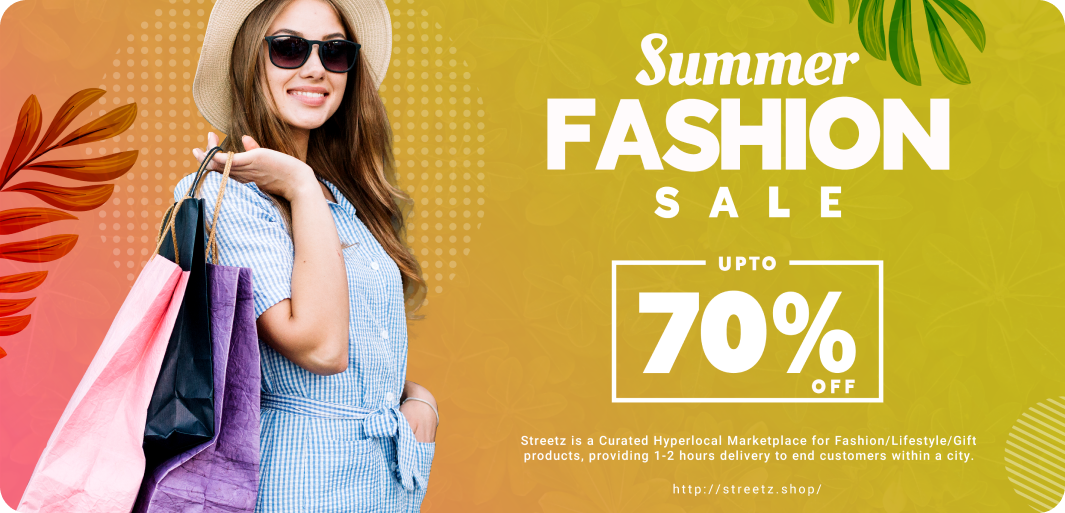 Summer
FASHION
SALE
UPTO
70%
OFF
Streetz is a Curated Hyperlocal Marketplace for Fashion/Lifestyle/Gift
products, providing 1-2 hours delivery to end customers within a city.
http://streetz.shop/